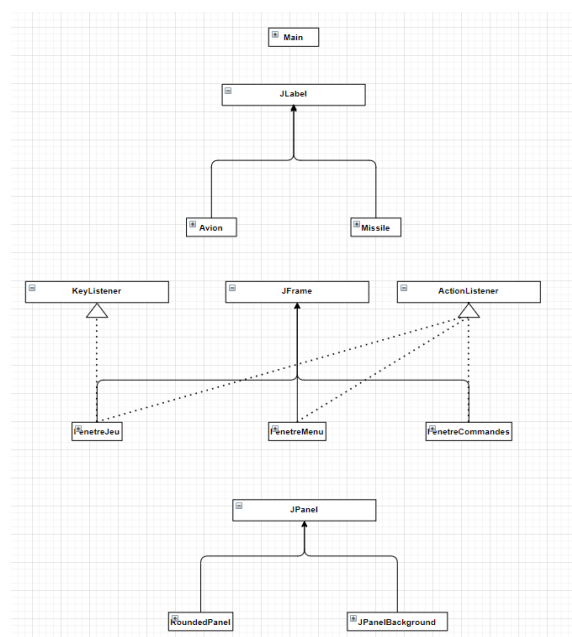 Main
JLabel
Avion
Missile
KeyListener
JFrame
ActionListener
FenetreJeu
FenetreMenu
FenetreCommandes
JPanel
RoundedPanel
JPanelBackground